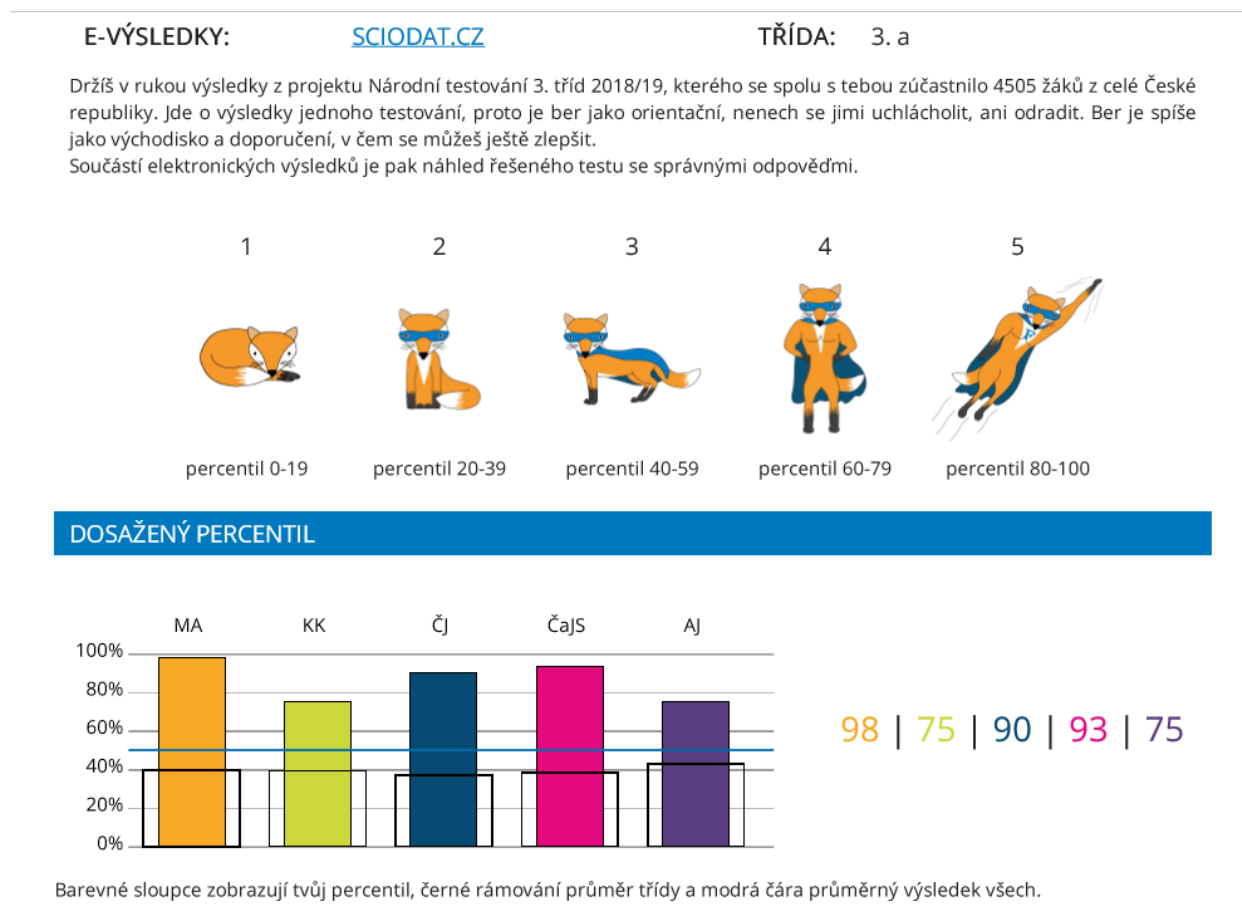 E-VÝSLEDKY: SCIODAT.CZ TŘÍDA: 3. a
Držíš v rukou výsledky z projektu Národní testování 3. tříd 2018/19, kterého se spolu s tebou zúčastnilo 4505 žáků z celé České
republiky. Jde o výsledky jednoho testování, proto je ber jako orientační, nenech se jimi uchlácholit, ani odradit. Ber je spíše
jako východisko a doporučení, v čem se můžeš ještě zlepšit.
Součástí elektronických výsledků je pak náhled řešeného testu se správnými odpověďmi.
1 2 3 4 5
percentil 0-19 percentil 20-39 percentil 40-59 percentil 60-79 percentil 80-100
DOSAŽENÝ PERCENTIL
MA KK ČJ ČaJS AJ
100%
80%
60%
40%
20%
0%
98 | 75 | 90 | 93 | 75
Barevné sloupce zobrazují tvůj percentil, černé rámování průměr třídy a modrá čára průměrný výsledek všech.